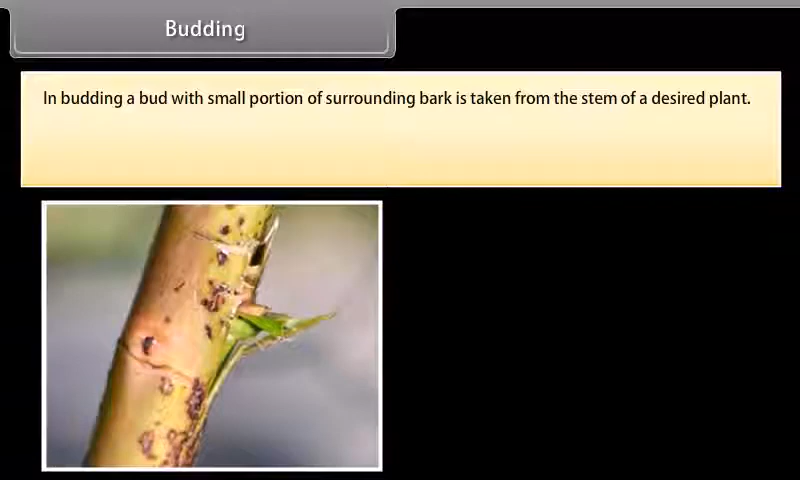 Budding
In budding a bud with small portion of surrounding bark is taken from the stem of a desired plant.